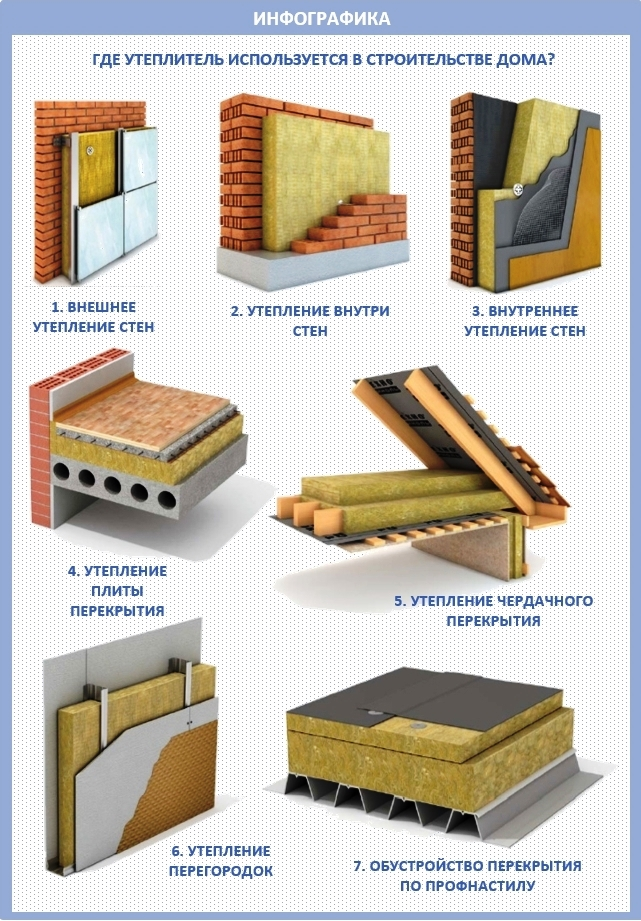 ИНФОГРАФИКА
ГДЕ УТЕПЛИТЕЛЬ ИСПОЛЬЗУЕТСЯ В СТРОИТЕЛЬСТВЕ ДОМА?
1. ВНЕШНЕЕ
УТЕПЛЕНИЕ СТЕН
2. УТЕПЛЕНИЕ ВНУТРИ
СТЕН
3. ВНУТРЕННЕЕ
УТЕПЛЕНИЕ СТЕН
4. УТЕПЛЕНИЕ
ПЛИТЫ
ПЕРЕКРЫТИЯ
5. УТЕПЛЕНИЕ ЧЕРДАЧНОГО
ПЕРЕКРЫТИЯ
6. УТЕПЛЕНИЕ
ПЕРЕГОРОДОК
7. ОБУСТРОЙСТВО ПЕРЕКРЫТИЯ
ПО ПРОФНАСТИЛУ